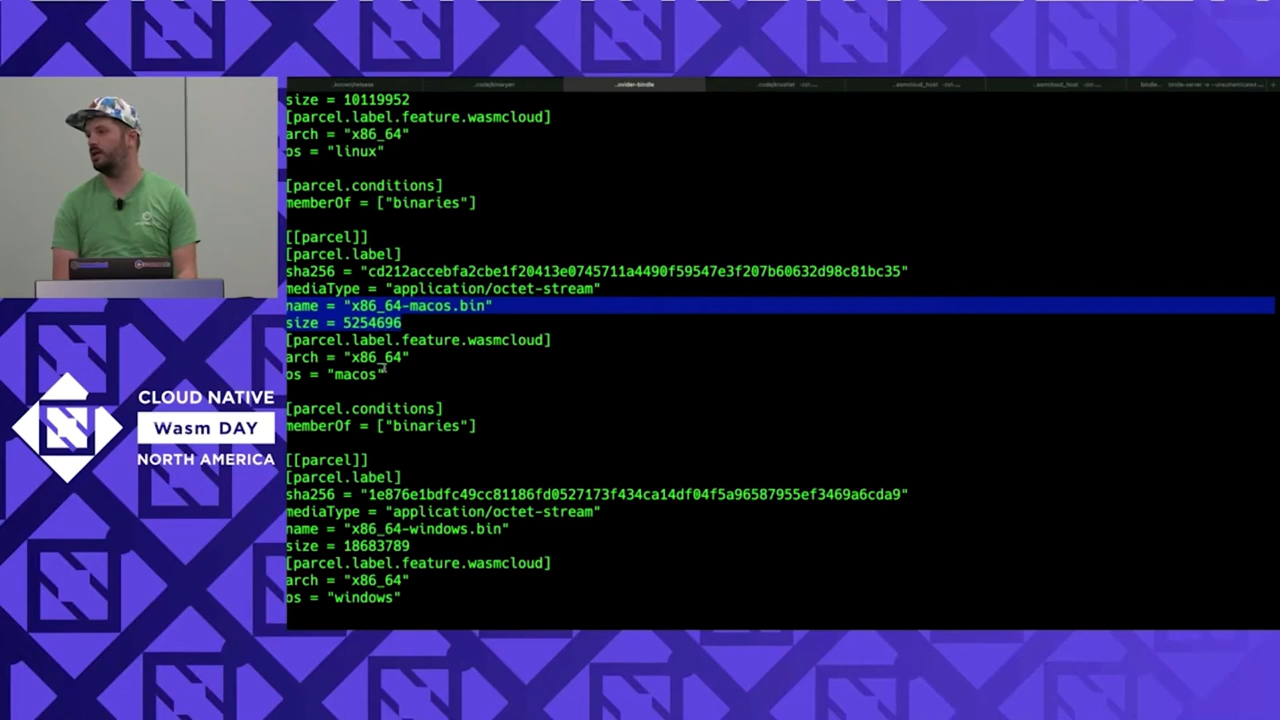 ..ovider-bindle
size = 10119952
[parcel.label.feature.wasmcloud]
arch = "x86_64"
os = "linux"
[parcel.conditions]
memberOf = ["binaries"]
[[parcel]]
[parcel.label]
sha256 = "cd212accebfa2cbe1f20413e0745711a4490f59547e3f207b60632d98c81bc35"
mediaType = "application/octet-stream"
name = "x86_64-macos.bin"
size = 5254696
[parcel.label.feature.wasmcloud]
arch = "x86_64"
os = "macos"
[parcel.conditions]
memberOf = ["binaries"]
[[parcel]]
[parcel.label]
sha256 = "1e876e1bdfc49cc81186fd0527173f434ca14df04f5a96587955ef3469a6cda9"
mediaType = "application/octet-stream"
name = "x86_64-windows.bin"
size = 18683789
[parcel.label.feature.wasmcloud]
arch = "x86_64"
os = "windows"
CLOUD NATIVE
Wasm DAY
NORTH AMERICA